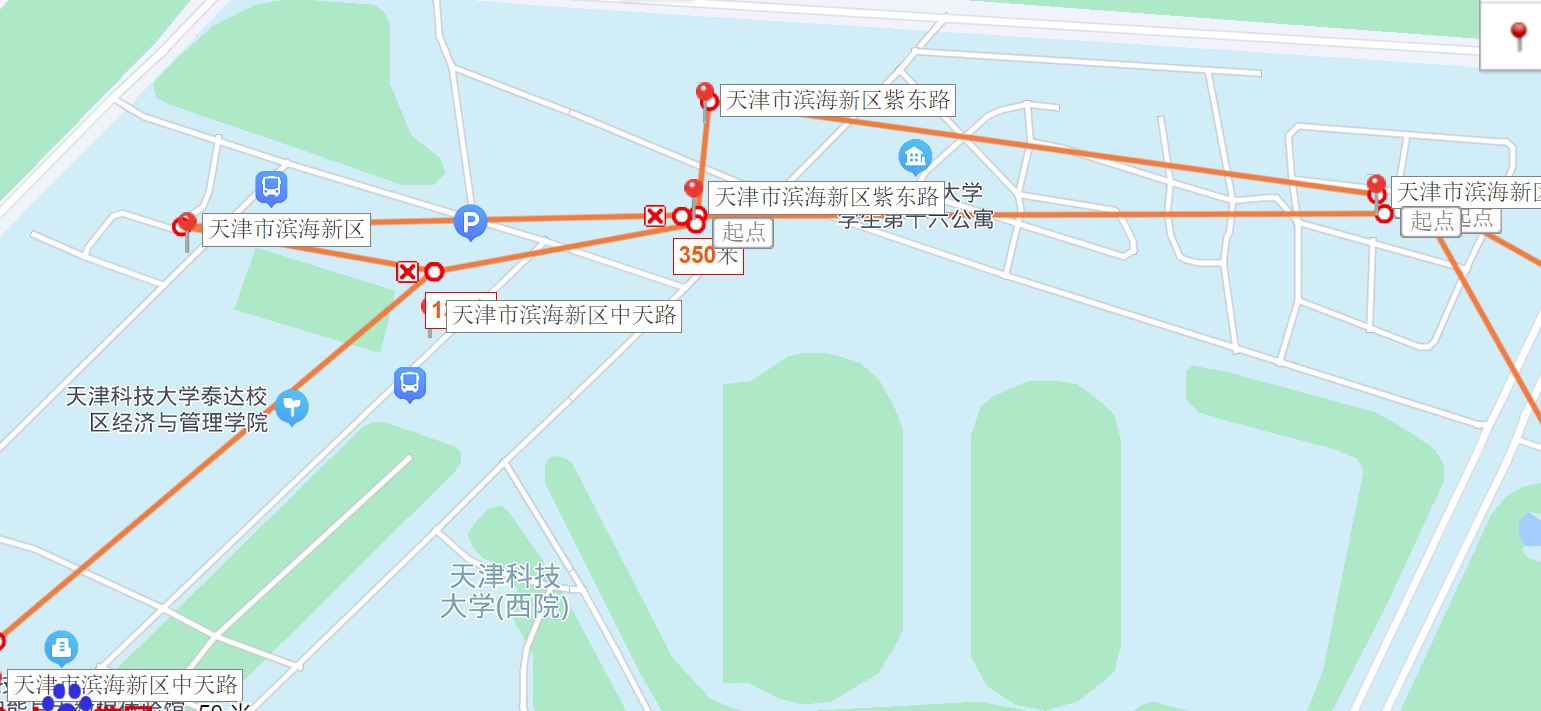 天津市滨海新区紫东路
天津市滨海新区紫东路
大学
学生第十六公寓
天津市滨海新区
天津市滨海新区
起点
起点
起点
P
350米
1
天津市滨海新区中天路
天津科技大学泰达校
区经济与管理学院
天津科技
大学(西院)
天津市滨海新区中天路